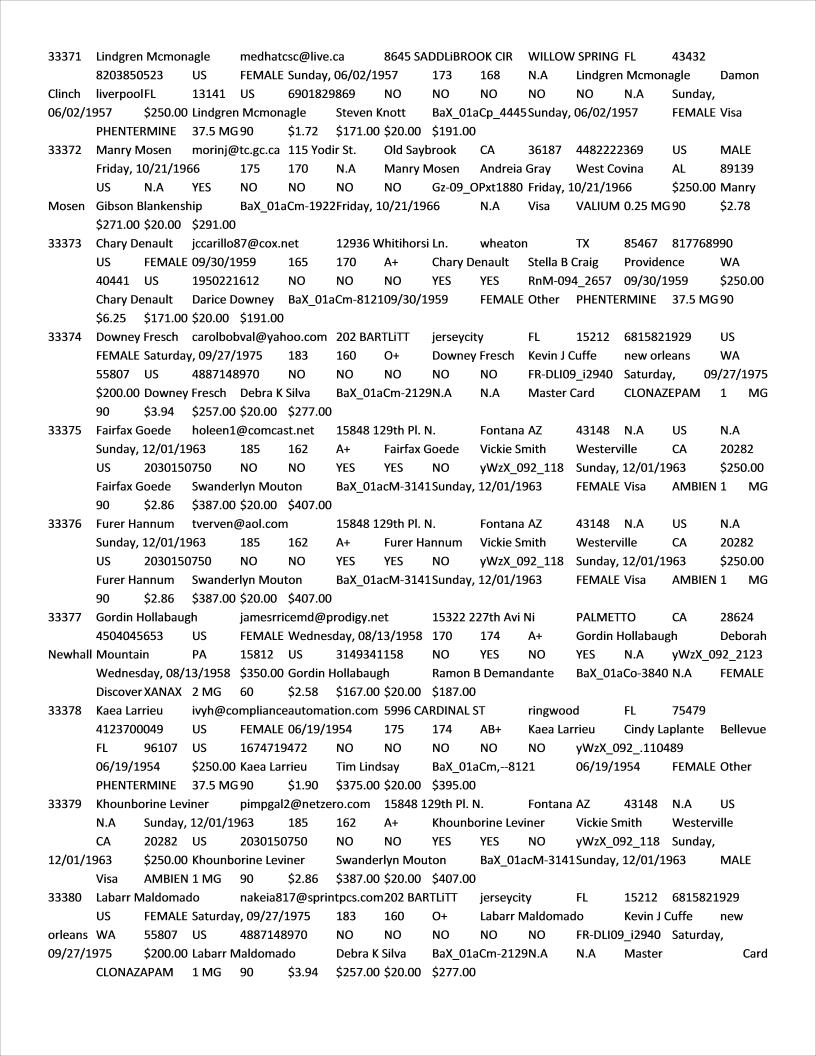 33371 Lindgren Mcmonagle medhatcsc@live.ca 8645 SADDLiBROOK CIR WILLOW SPRING FL 43432
8203850523 US FEMALE Sunday, 06/02/1957 173 168 N.A Lindgren Mcmonagle Damon
Clinch liverpoolFL 13141 US 6901829869 NO NO NO NO NO N.A Sunday,
06/02/1957 $250.00 Lindgren Mcmonagle Steven Knott BaX_01aCp_4445Sunday, 06/02/1957 FEMALE Visa
PHENTERMINE 37.5 MG 90 $1.72 $171.00 $20.00 $191.00
33372 Manry Mosen morinj@tc.gc.ca 115 Yodir St. Old Saybrook CA 36187 4482222369 US MALE
Friday, 10/21/1966 175 170 N.A Manry Mosen Andreia Gray West Covina AL 89139
US N.A YES NO NO NO NO Gz-09_OPxt1880 Friday, 10/21/1966 $250.00 Manry
Mosen Gibson Blankenship BaX_01aCm-1922Friday, 10/21/1966 N.A Visa VALIUM 0.25 MG 90 $2.78
$271.00 $20.00 $291.00
33373 Chary Denault jccarillo87@cox.net 12936 Whitihorsi Ln. wheaton TX 85467 817768990
US FEMALE 09/30/1959 165 170 A+ Chary Denault Stella B Craig Providence WA
40441 US 1950221612 NO NO NO YES YES RnM-094_2657 09/30/1959 $250.00
Chary Denault Darice Downey BaX_01aCm-812109/30/1959 FEMALE Other PHENTERMINE 37.5 MG 90
$6.25 $171.00 $20.00 $191.00
33374 Downey Fresch carolbobval@yahoo.com 202 BARTLiTT jerseycity FL 15212 6815821929 US
FEMALE Saturday, 09/27/1975 183 160 O+ Downey Fresch Kevin J Cuffe new orleans WA
55807 US 4887148970 NO NO NO NO NO FR-DLI09_i2940 Saturday, 09/27/1975
$200.00 Downey Fresch Debra K Silva BaX_01aCm-2129N.A N.A Master Card CLONAZEPAM 1 MG
90 $3.94 $257.00 $20.00 $277.00
33375 Fairfax Goede holeen1@comcast.net 15848 129th Pl. N. Fontana AZ 43148 N.A US N.A
Sunday, 12/01/1963 185 162 A+ Fairfax Goede Vickie Smith Westerville CA 20282
US 2030150750 NO NO YES YES NO yWzX_092_118 Sunday, 12/01/1963 $250.00
Fairfax Goede Swanderlyn Mouton BaX_01acM-3141Sunday, 12/01/1963 FEMALE Visa AMBIEN 1 MG
90 $2.86 $387.00 $20.00 $407.00
33376 Furer Hannum tverven@aol.com 15848 129th Pl. N. Fontana AZ 43148 N.A US N.A
Sunday, 12/01/1963 185 162 A+ Furer Hannum Vickie Smith Westerville CA 20282
US 2030150750 NO NO YES YES NO yWzX_092_118 Sunday, 12/01/1963 $250.00
Furer Hannum Swanderlyn Mouton BaX_01acM-3141Sunday, 12/01/1963 FEMALE Visa AMBIEN 1 MG
90 $2.86 $387.00 $20.00 $407.00
33377 Gordin Hollabaugh jamesrricemd@prodigy.net 15322 227th Avi Ni PALMETTO CA 28624
4504045653 US FEMALE Wednesday, 08/13/1958 170 174 A+ Gordin Hollabaugh Deborah
Newhall Mountain PA 15812 US 3149341158 NO YES NO YES N.A yWzX_092_2123
Wednesday, 08/13/1958 $350.00 Gordin Hollabaugh Ramon B Demandante BaX_01aCo-3840 N.A FEMALE
Discover XANAX 2 MG 60 $2.58 $167.00 $20.00 $187.00
33378 Kaea Larrieu ivyh@complianceautomation.com 5996 CARDINAL ST ringwood FL 75479
4123700049 US FEMALE 06/19/1954 175 174 AB+ Kaea Larrieu Cindy Laplante Bellevue
FL 96107 US 1674719472 NO NO NO NO NO yWzX_092_.110489
06/19/1954 $250.00 Kaea Larrieu Tim Lindsay BaX_01aCm,--8121 06/19/1954 FEMALE Other
PHENTERMINE 37.5 MG 90 $1.90 $375.00 $20.00 $395.00
33379 Khounborine Leviner pimpgal2@netzero.com 15848 129th Pl. N. Fontana AZ 43148 N.A US
N.A Sunday, 12/01/1963 185 162 A+ Khounborine Leviner Vickie Smith Westerville
CA 20282 US 2030150750 NO NO YES YES NO yWzX_092_118 Sunday,
12/01/1963 $250.00 Khounborine Leviner Swanderlyn Mouton BaX_01acM-3141Sunday, 12/01/1963 MALE
Visa AMBIEN 1 MG 90 $2.86 $387.00 $20.00 $407.00
33380 Labarr Maldomado nakeia817@sprintpcs.com202 BARTLiTT jerseycity FL 15212 6815821929
US FEMALE Saturday, 09/27/1975 183 160 O+ Labarr Maldomado Kevin J Cuffe new
orleans WA 55807 US 4887148970 NO NO NO NO NO FR-DLI09_i2940 Saturday,
09/27/1975 $200.00 Labarr Maldomado Debra K Silva BaX_01aCm-2129N.A N.A Master Card
CLONAZAPAM 1 MG 90 $3.94 $257.00 $20.00 $277.00